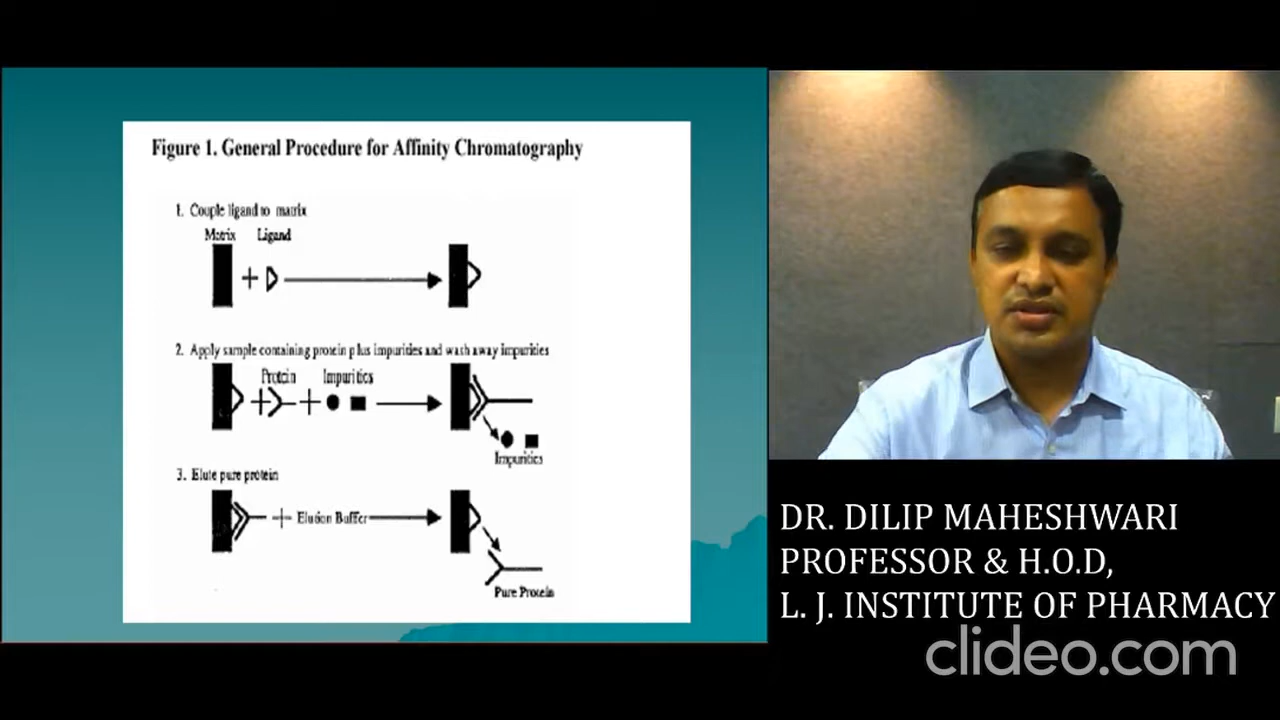 Figure 1. General Procedure for Affinity Chromatography
1. Couple ligand to matrix
Matrix Ligand
2. Apply sample containing protein plus impurities and wash away impurities
Protein Impurities
Impurities
3. Elute pure protein
Elution Buffer
Pure Protein
DR. DILIP MAHESHWARI
PROFESSOR & H.O.D,
L. J. INSTITUTE OF PHARMACY
clideo.com